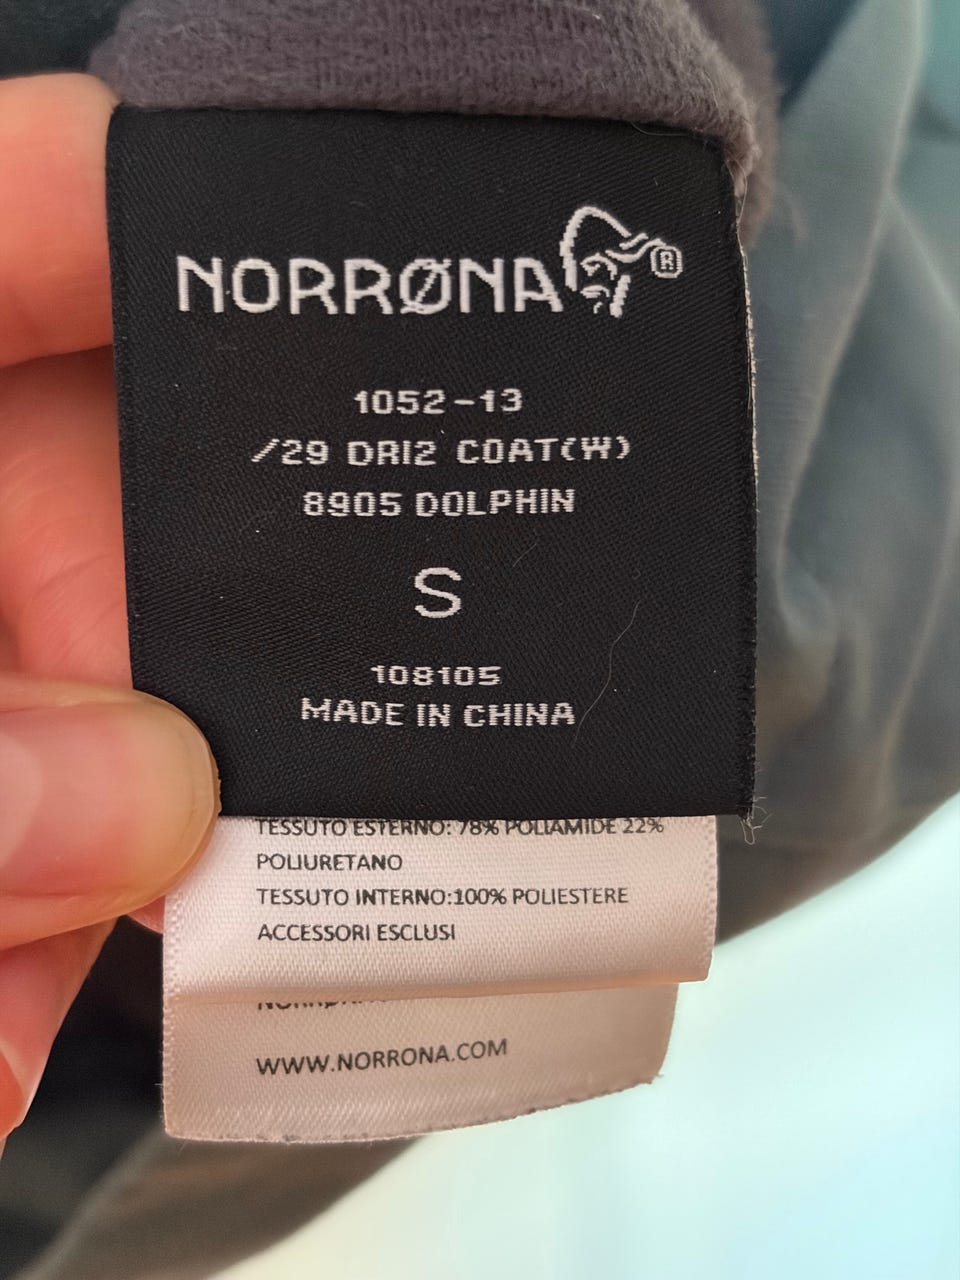 NORRØNA ®
1052-13
/29 DRI2 COAT(W)
8905 DOLPHIN
S
108105
MADE IN CHINA
TESSUTO ESTERNO: 78% POLIAMIDE 22%
POLIURETANO
TESSUTO INTERNO:100% POLIESTERE
ACCESSORI ESCLUSI
WWW.NORRONA.COM